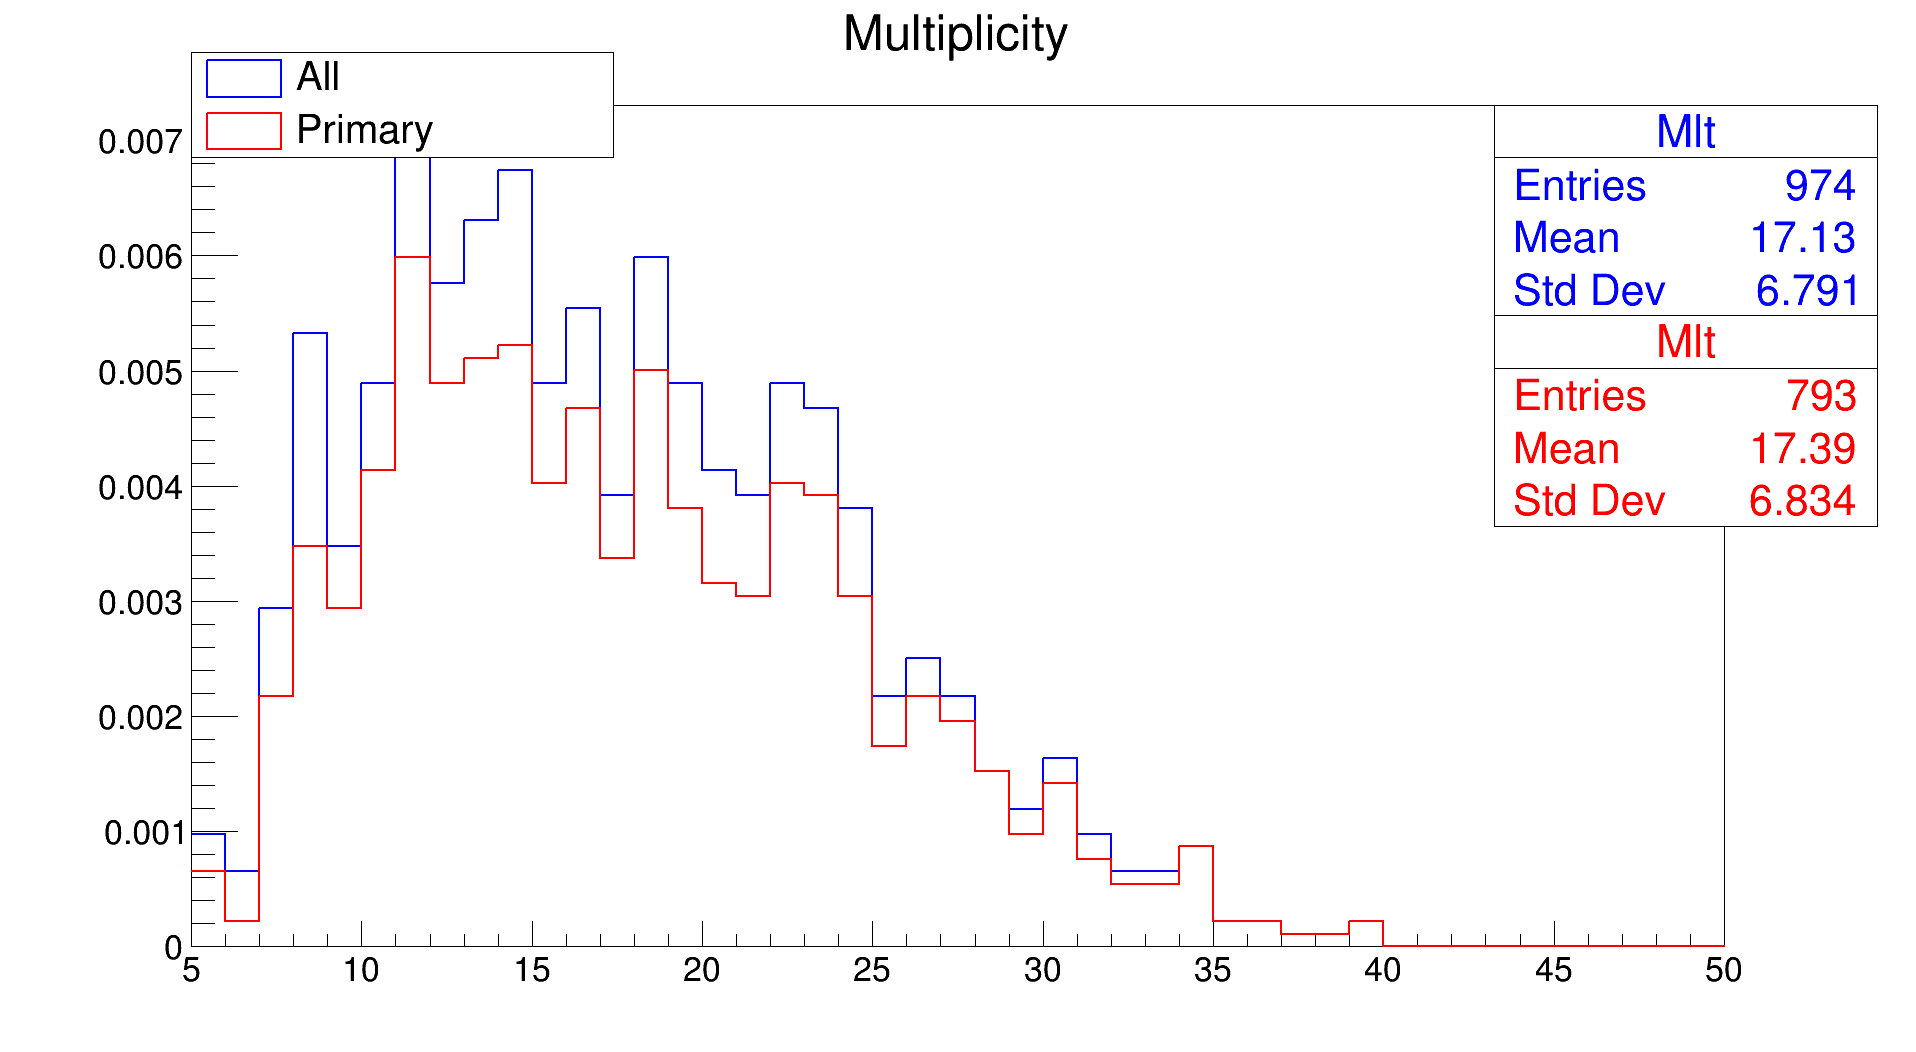 Multiplicity
All
Primary
Mlt
Entries 974
Mean 17.13
Std Dev 6.791
Mlt
Entries 793
Mean 17.39
Std Dev 6.834
0.007
0.006
0.005
0.004
0.003
0.002
0.001
0
5 10 15 20 25 30 35 40 45 50